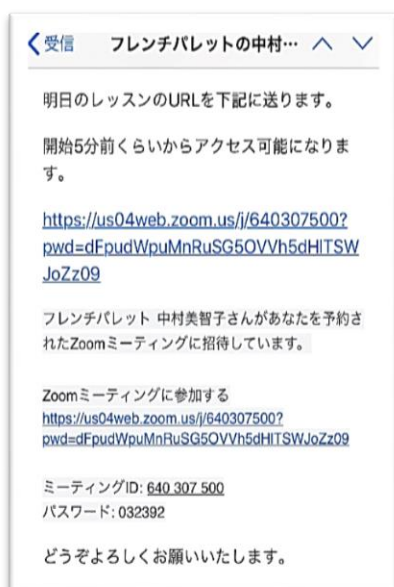 受信 フレンチパレットの中村…
明日のレッスンのURLを下記に送ります。
開始5分前くらいからアクセス可能になりま
す。
https://us04web.zoom.us/j/640307500?
pwd=dFpudWpuMnRuSG5OVVh5dHlTSW
JoZz09
フレンチパレット 中村美智子さんがあなたを予約さ
れたZoomミーティングに招待しています。
Zoomミーティングに参加する
https://us04web.zoom.us/j/640307500?
pwd=dFpudWpuMnRuSG5OVVh5dHlTSWJoZz09
ミーティングID: 640 307 500
パスワード: 032392
どうぞよろしくお願いいたします。